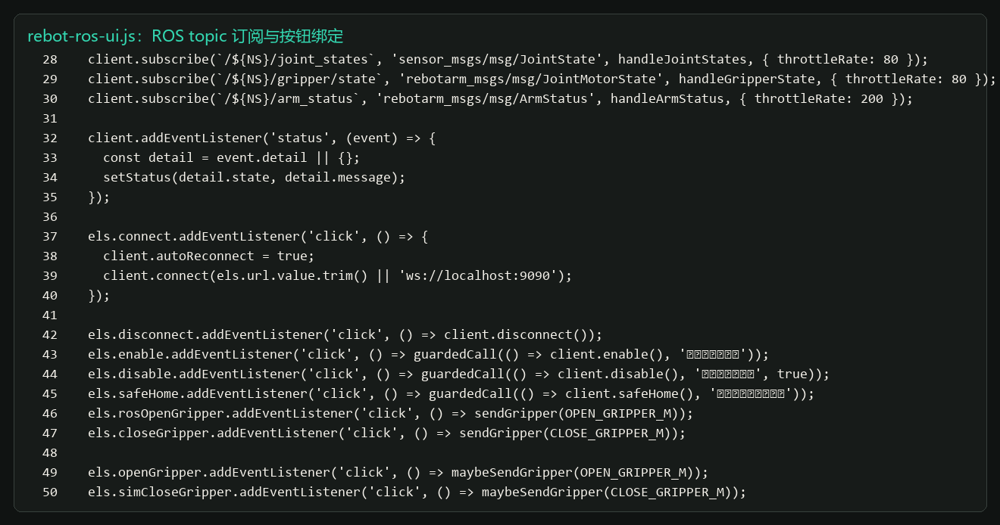 rebot-ros-ui.js：ROS topic 订阅与按钮绑定
28 client.subscribe(`/${NS}/joint_states`, 'sensor_msgs/msg/JointState', handleJointStates, { throttleRate: 80 });
29 client.subscribe(`/${NS}/gripper/state`, 'rebotarm_msgs/msg/JointMotorState', handleGripperState, { throttleRate: 80 });
30 client.subscribe(`/${NS}/arm_status`, 'rebotarm_msgs/msg/ArmStatus', handleArmStatus, { throttleRate: 200 });
31
32 client.addEventListener('status', (event) => {
33 const detail = event.detail || {};
34 setStatus(detail.state, detail.message);
35 });
36
37 els.connect.addEventListener('click', () => {
38 client.autoReconnect = true;
39 client.connect(els.url.value.trim() || 'ws://localhost:9090');
40 });
41
42 els.disconnect.addEventListener('click', () => client.disconnect());
43 els.enable.addEventListener('click', () => guardedCall(() => client.enable(), ''));
44 els.disable.addEventListener('click', () => guardedCall(() => client.disable(), '', true));
45 els.safeHome.addEventListener('click', () => guardedCall(() => client.safeHome(), ''));
46 els.rosOpenGripper.addEventListener('click', () => sendGripper(OPEN_GRIPPER_M));
47 els.closeGripper.addEventListener('click', () => sendGripper(CLOSE_GRIPPER_M));
48
49 els.openGripper.addEventListener('click', () => maybeSendGripper(OPEN_GRIPPER_M));
50 els.simCloseGripper.addEventListener('click', () => maybeSendGripper(CLOSE_GRIPPER_M));